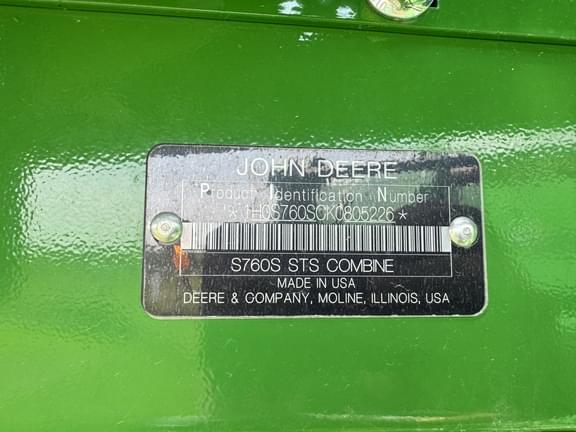 JOHN DEERE
Product Identification Number
*1H0S760SCK0805226*
S760S STS COMBINE
MADE IN USA
DEERE & COMPANY, MOLINE, ILLINOIS, USA